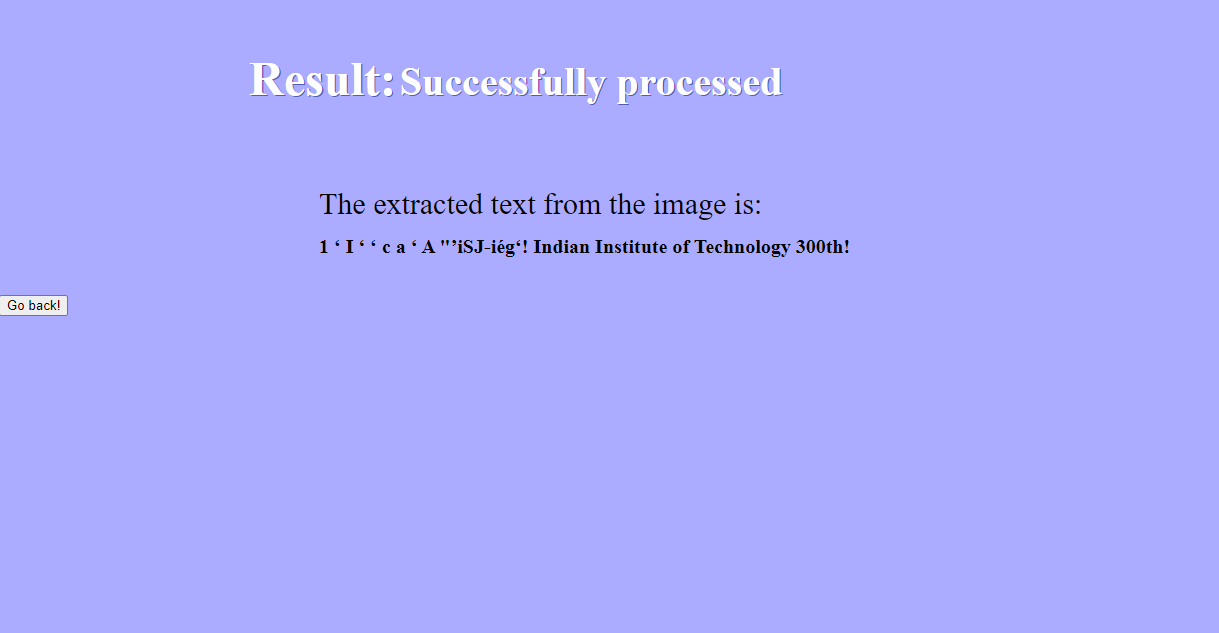 Result: Successfully processed
The extracted text from the image is:
1 ‘ I ‘ ‘ c a ‘ A "’iSJ-iég‘! Indian Institute of Technology 300th!
Go back!